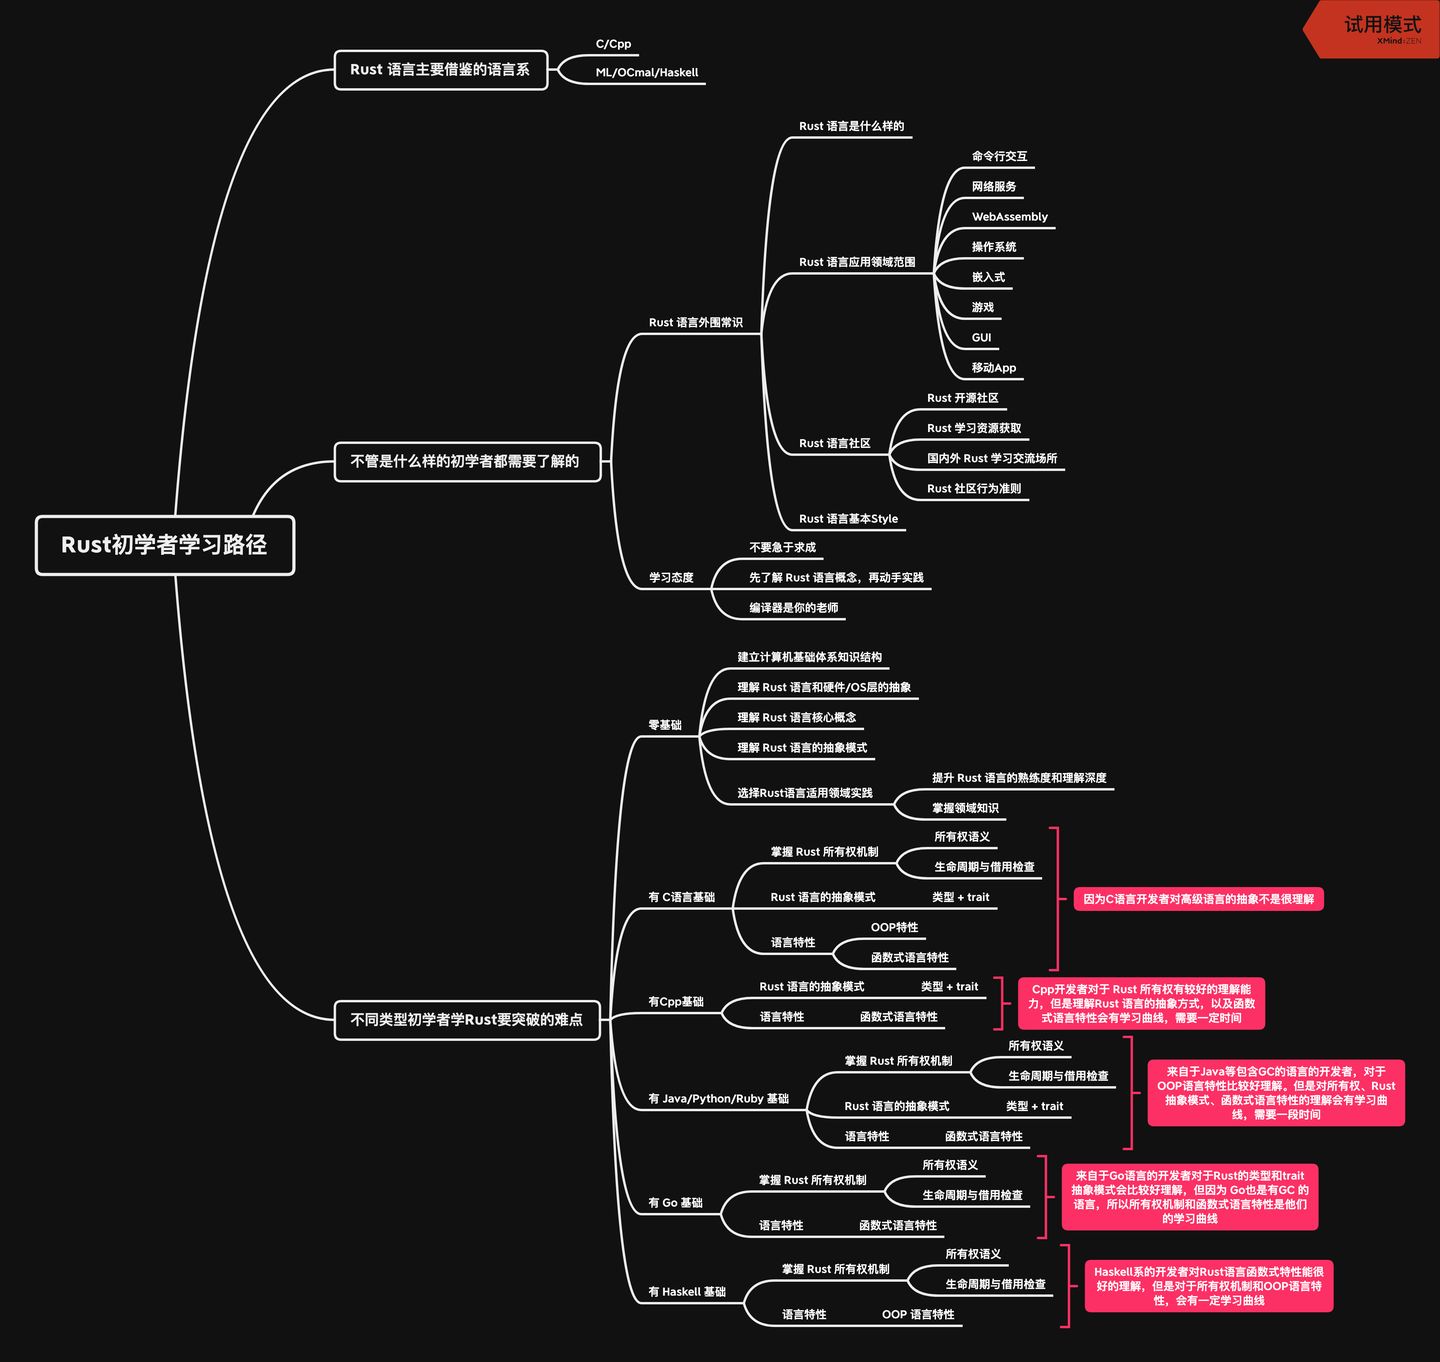 试用模式
XMind:ZEN
Rust初学者学习路径
Rust 语言主要借鉴的语言系
C/Cpp
ML/OCmal/Haskell
不管是什么样的初学者都需要了解的
Rust 语言外围常识
Rust 语言是什么样的
Rust 语言应用领域范围
命令行交互
网络服务
WebAssembly
操作系统
嵌入式
游戏
GUI
移动App
Rust 语言社区
Rust 开源社区
Rust 学习资源获取
国内外 Rust 学习交流场所
Rust 社区行为准则
Rust 语言基本Style
学习态度
不要急于求成
先了解 Rust 语言概念，再动手实践
编译器是你的老师
不同类型初学者学Rust要突破的难点
零基础
建立计算机基础体系知识结构
理解 Rust 语言和硬件/OS层的抽象
理解 Rust 语言核心概念
理解 Rust 语言的抽象模式
选择Rust语言适用领域实践
提升 Rust 语言的熟练度和理解深度
掌握领域知识
有 C语言基础
掌握 Rust 所有权机制
所有权语义
生命周期与借用检查
Rust 语言的抽象模式
类型 + trait
语言特性
OOP特性
函数式语言特性
因为C语言开发者对高级语言的抽象不是很理解
有Cpp基础
Rust 语言的抽象模式
类型 + trait
语言特性
函数式语言特性
Cpp开发者对于 Rust 所有权有较好的理解能
力，但是理解Rust 语言的抽象方式，以及函数
式语言特性会有学习曲线，需要一定时间
有 Java/Python/Ruby 基础
掌握 Rust 所有权机制
所有权语义
生命周期与借用检查
Rust 语言的抽象模式
类型 + trait
语言特性
函数式语言特性
来自于Java等包含GC的语言的开发者，对于
OOP语言特性比较好理解。但是对所有权、Rust
抽象模式、函数式语言特性的理解会有学习曲
线，需要一段时间
有 Go 基础
掌握 Rust 所有权机制
所有权语义
生命周期与借用检查
语言特性
函数式语言特性
来自于Go语言的开发者对于Rust的类型和trait
抽象模式会比较好理解，但因为 Go也是有GC 的
语言，所以所有权机制和函数式语言特性是他们
的学习曲线
有 Haskell 基础
掌握 Rust 所有权机制
所有权语义
生命周期与借用检查
语言特性
OOP 语言特性
Haskell系的开发者对Rust语言函数式特性能很
好的理解，但是对于所有权机制和OOP语言特
性，会有一定学习曲线